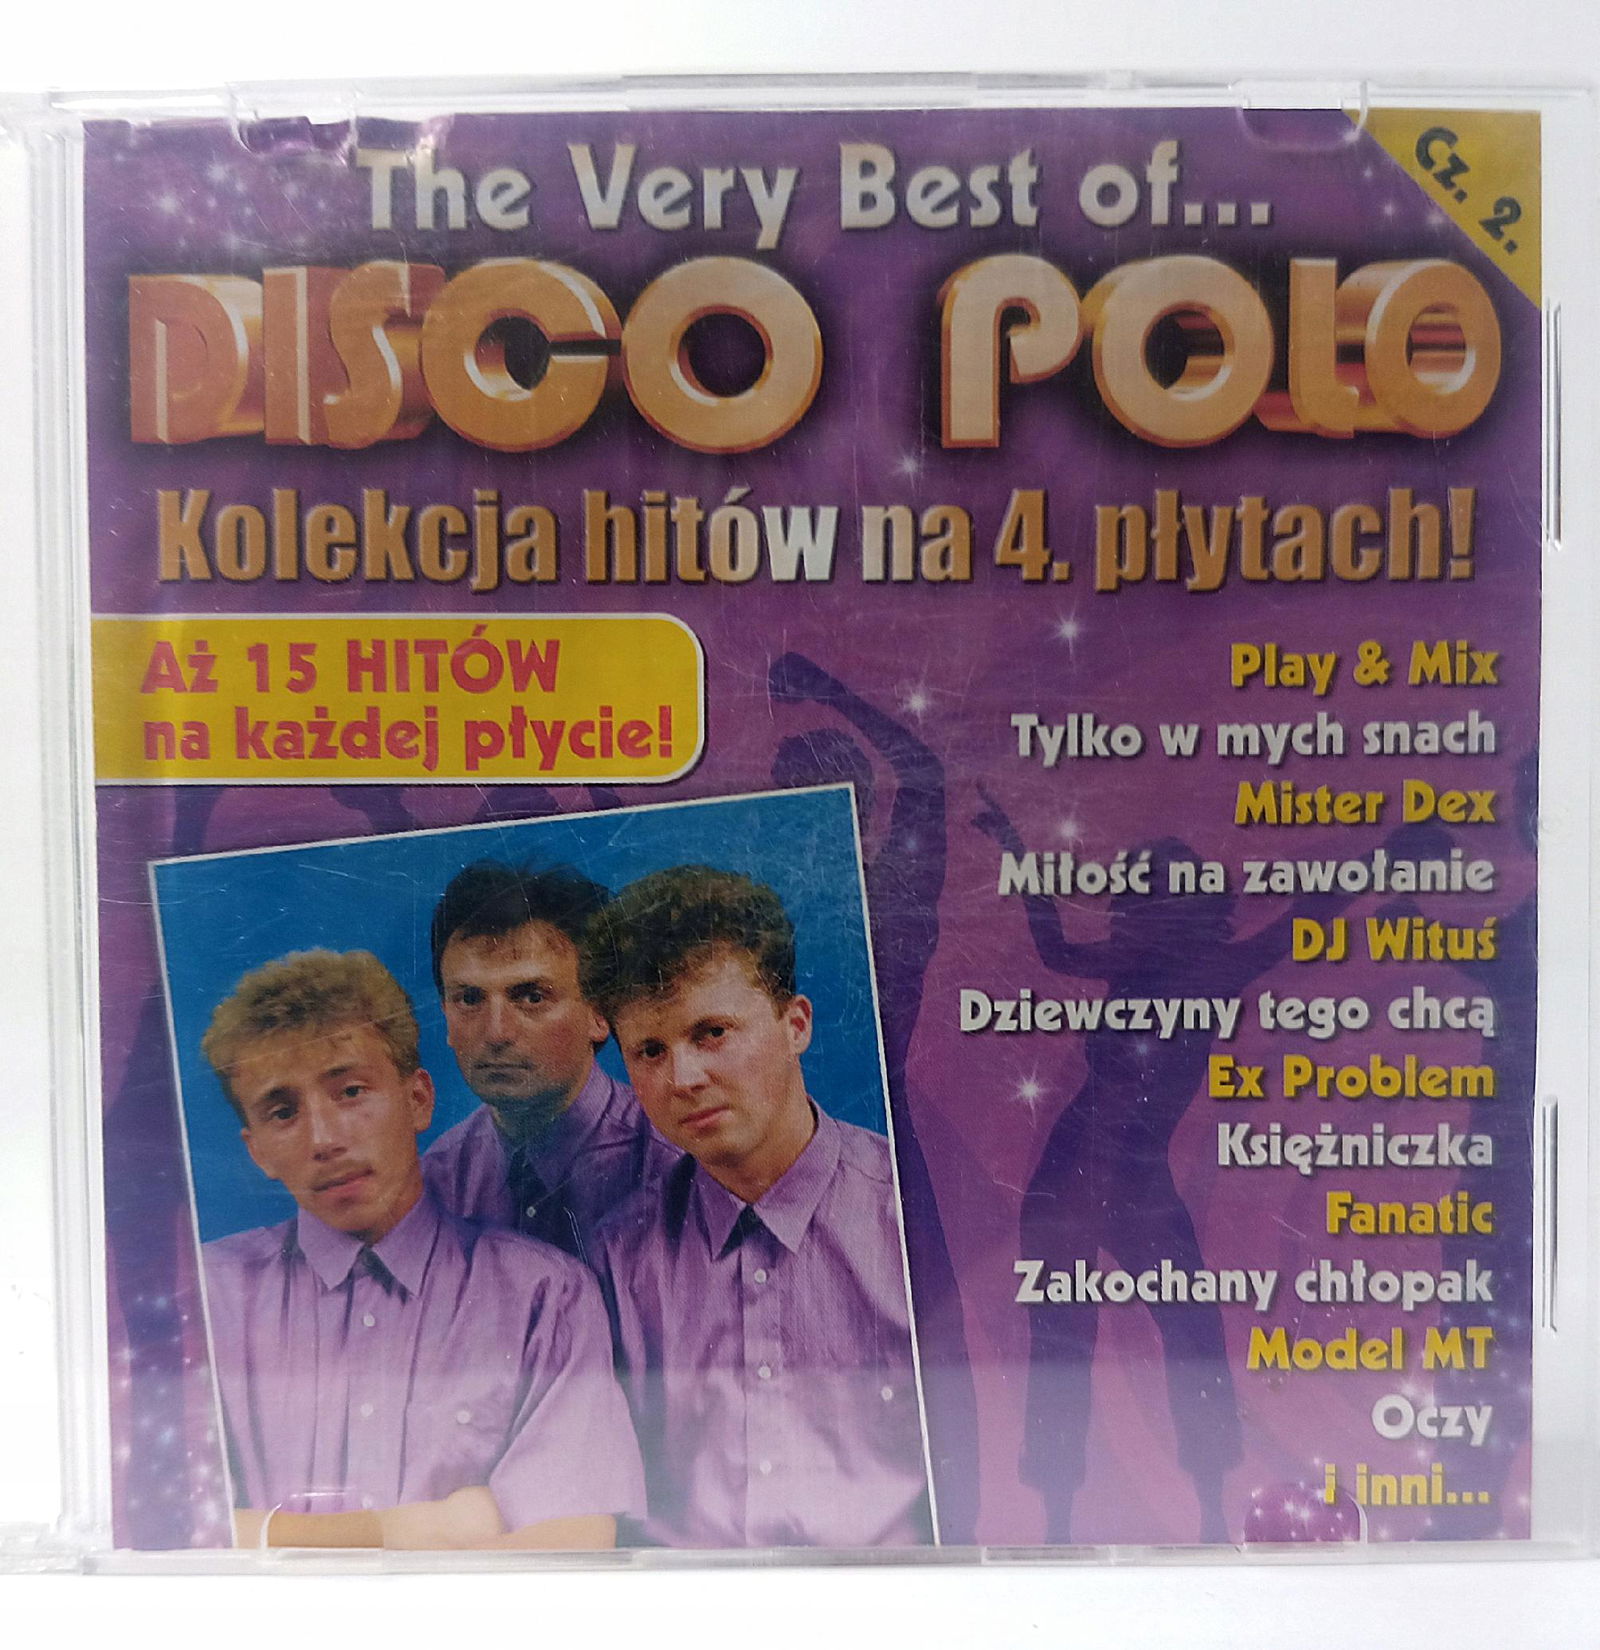 The Very Best of...
Cz. 2.
DISCO POLO
Kolekcja hitów na 4. płytach!
Aż 15 HITÓW
na każdej płycie!
Play & Mix
Tylko w mych snach
Mister Dex
Miłość na zawołanie
DJ Wituś
Dziewczyny tego chcą
Ex Problem
Księżniczka
Fanatic
Zakochany chłopak
Model MT
Oczy
i inni...